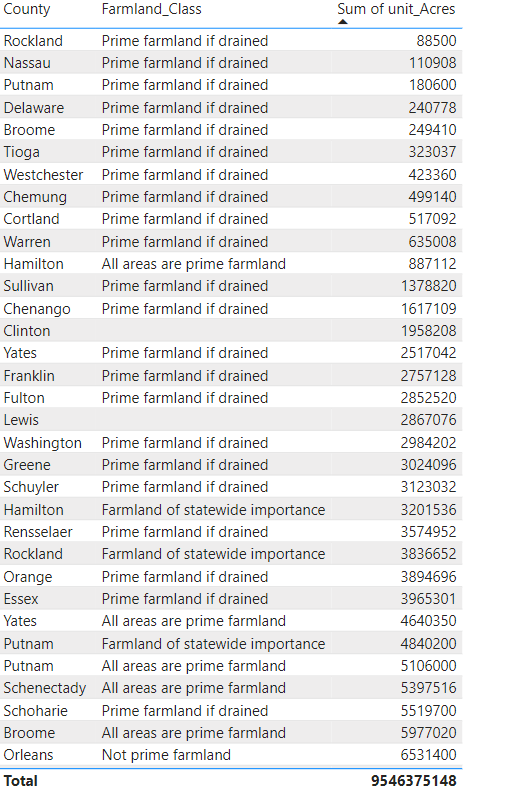 County Farmland_Class Sum of unit_Acres
Rockland Prime farmland if drained 88500
Nassau Prime farmland if drained 110908
Putnam Prime farmland if drained 180600
Delaware Prime farmland if drained 240778
Broome Prime farmland if drained 249410
Tioga Prime farmland if drained 323037
Westchester Prime farmland if drained 423360
Chemung Prime farmland if drained 499140
Cortland Prime farmland if drained 517092
Warren Prime farmland if drained 635008
Hamilton All areas are prime farmland 887112
Sullivan Prime farmland if drained 1378820
Chenango Prime farmland if drained 1617109
Clinton 1958208
Yates Prime farmland if drained 2517042
Franklin Prime farmland if drained 2757128
Fulton Prime farmland if drained 2852520
Lewis 2867076
Washington Prime farmland if drained 2984202
Greene Prime farmland if drained 3024096
Schuyler Prime farmland if drained 3123032
Hamilton Farmland of statewide importance 3201536
Rensselaer Prime farmland if drained 3574952
Rockland Farmland of statewide importance 3836652
Orange Prime farmland if drained 3894696
Essex Prime farmland if drained 3965301
Yates All areas are prime farmland 4640350
Putnam Farmland of statewide importance 4840200
Putnam All areas are prime farmland 5106000
Schenectady All areas are prime farmland 5397516
Schoharie Prime farmland if drained 5519700
Broome All areas are prime farmland 5977020
Orleans Not prime farmland 6531400
Total 9546375148